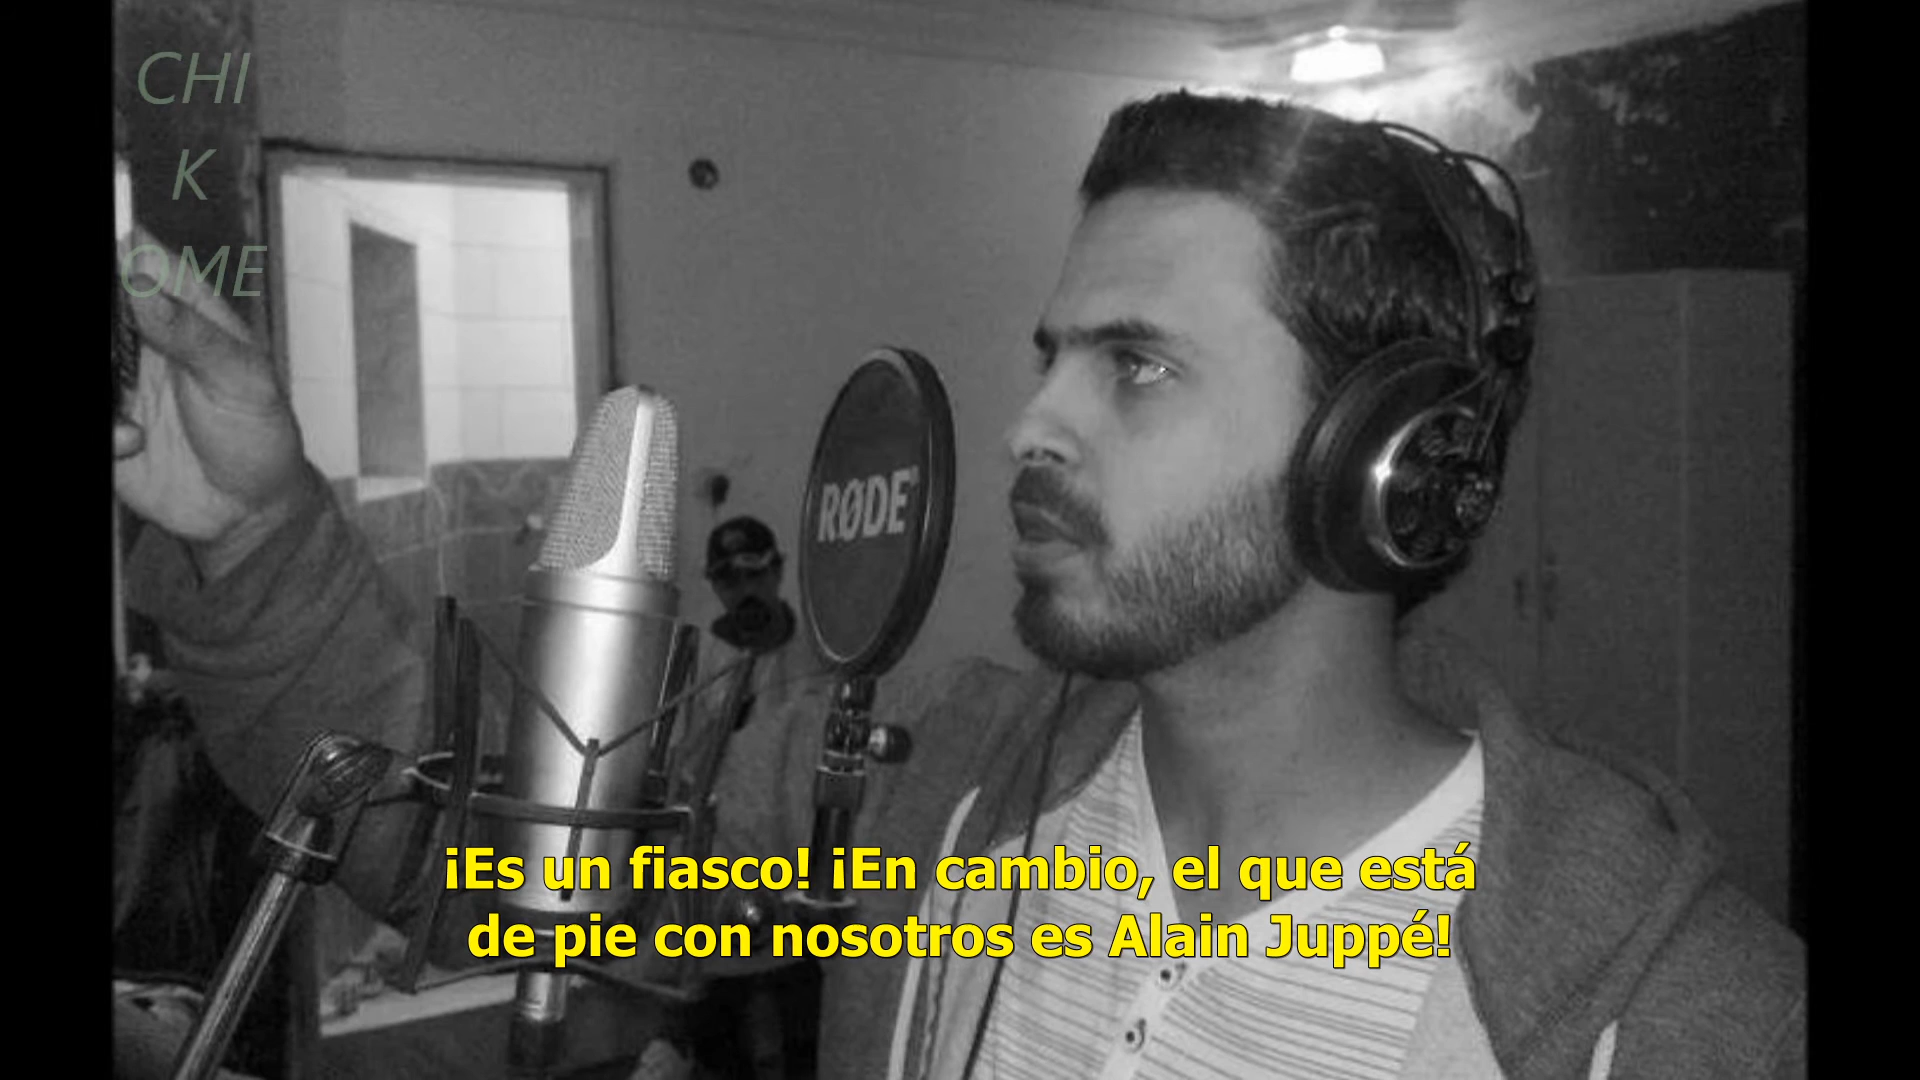 CHI
K
OME
RØDE
¡Es un fiasco! ¡En cambio, el que está
de pie con nosotros es Alain Juppé!